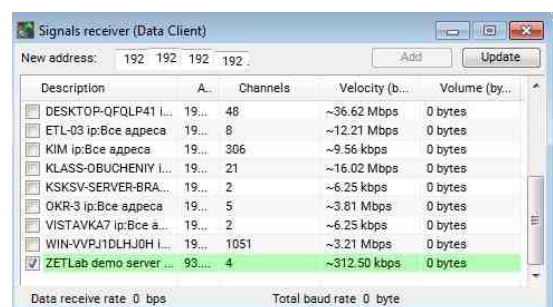 Signals receiver (Data Client)
New address: 192 192 192 192 . Add Update
Description A.. Channels Velocity (b... Volume (by...
DESKTOP-QFQLP41 i... 19... 48 ~36.62 Mbps 0 bytes
ETL-03 ip:Все адреса 19... 8 ~12.21 Mbps 0 bytes
KIM ip:Все адреса 19... 306 ~9.56 kbps 0 bytes
KLASS-OBUCHENIY i... 19... 21 ~16.02 Mbps 0 bytes
KSKSV-SERVER-BRA... 19... 2 ~6.25 kbps 0 bytes
OKR-3 ip:Все адреса 19... 5 ~3.81 Mbps 0 bytes
VISTAVKA7 ip:Все а... 19... 2 ~6.25 kbps 0 bytes
WIN-VVPJ1DLHJ0H i... 19... 1051 ~3.21 Mbps 0 bytes
ZETLab demo server ... 93.... 4 ~312.50 kbps 0 bytes
Data receive rate 0 bps Total baud rate 0 byte